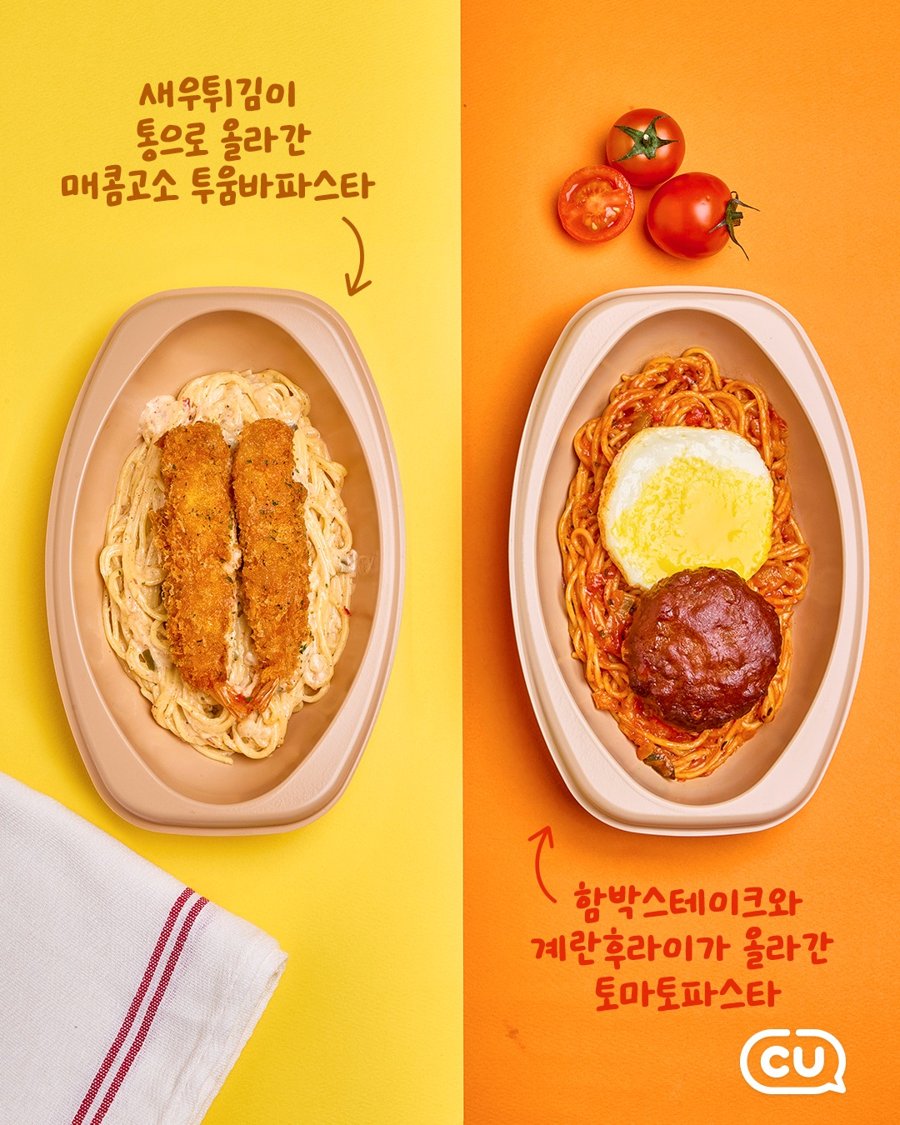 새우튀김이
통으로 올라간
매콤고소 투움바파스타
함박스테이크와
계란후라이가 올라간
토마토파스타
CU